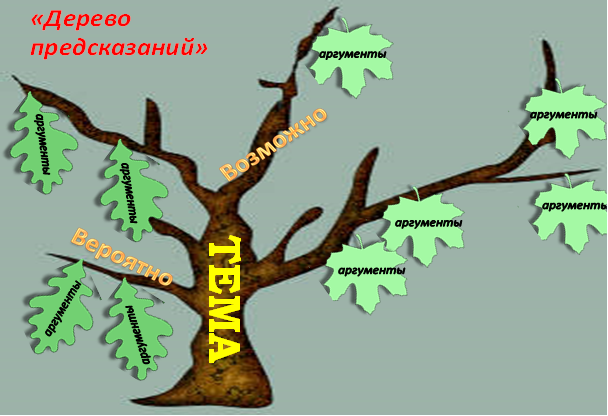 «Дерево
предсказаний»
аргументы
Возможно
аргументы
аргументы
аргументы
аргументы
аргументы
Вероятно
ТЕМА
аргументы
аргументы
аргументы